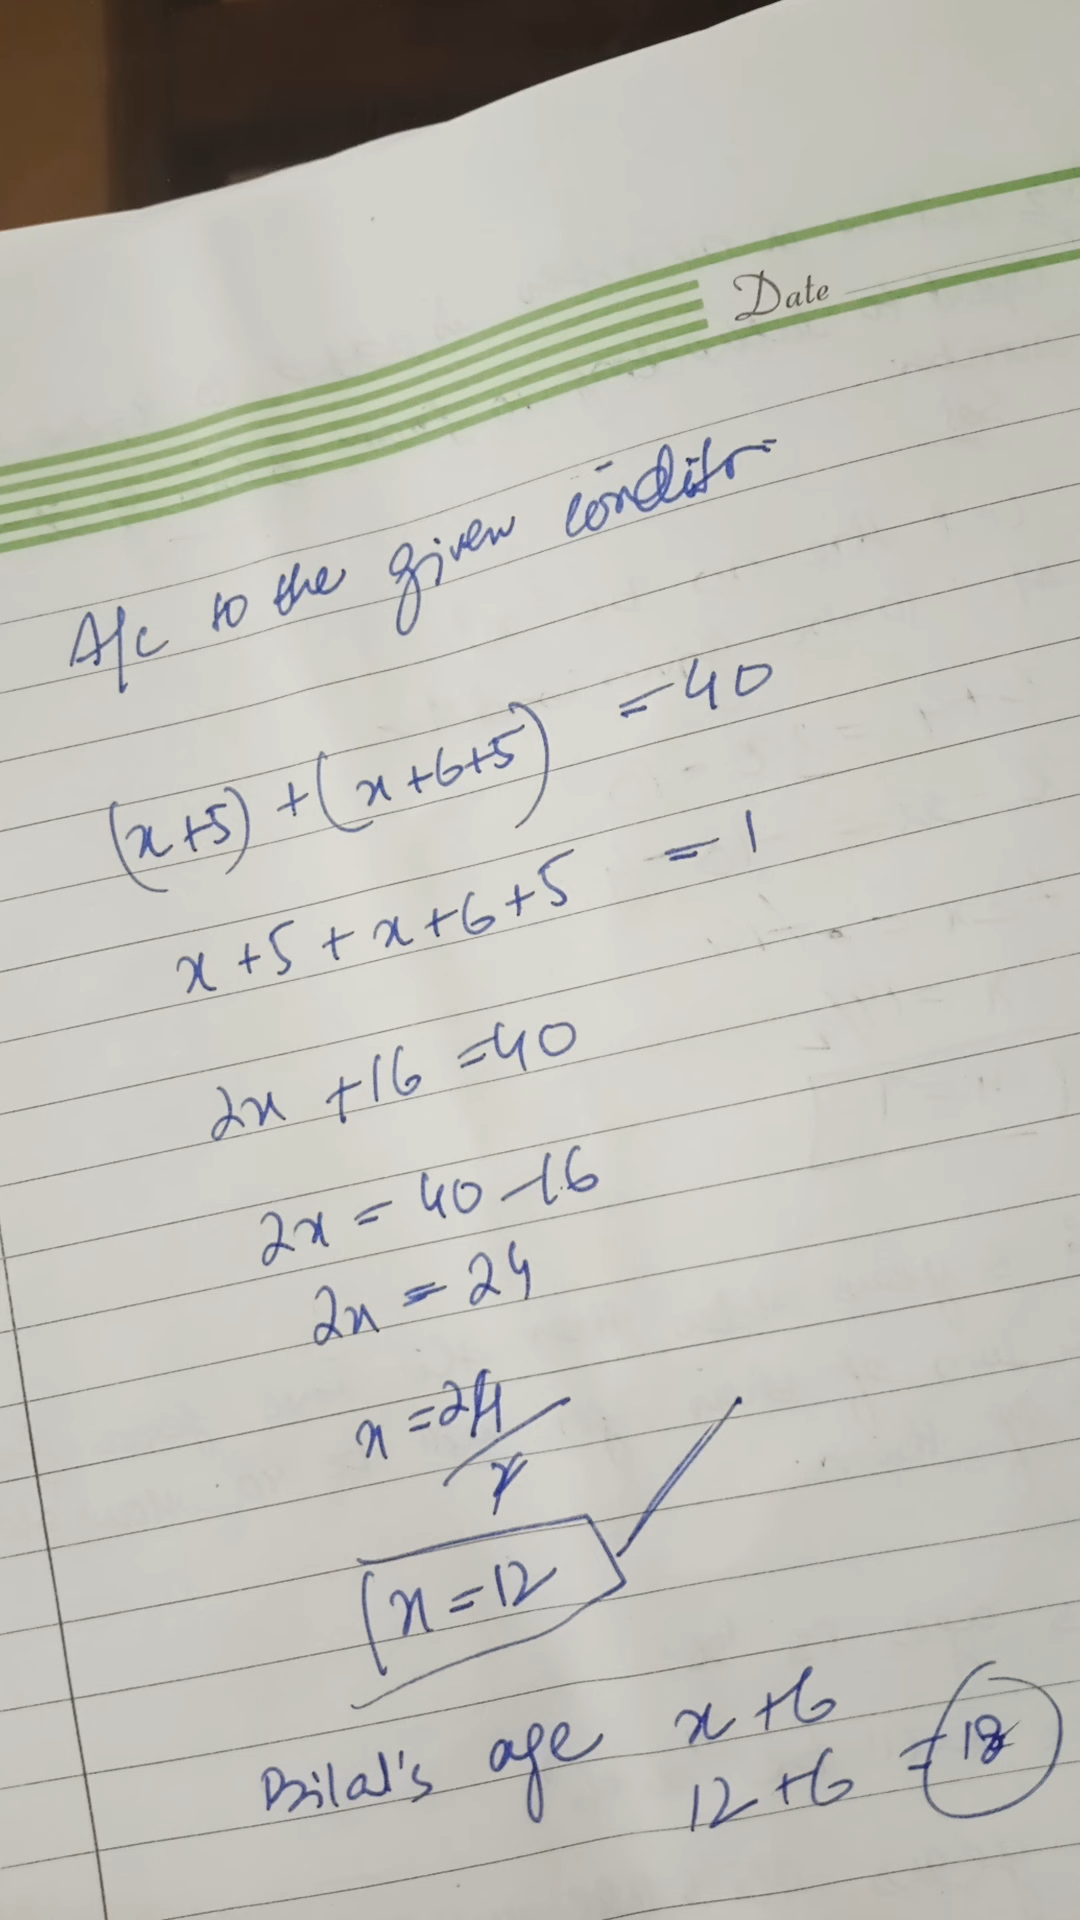 Date
A/c to the given condition
(x+5) + (x+6+5) = 40
x+5 + x+6+5 = 1
2x +16 = 40
2x = 40 - 16
2x = 24
x = 24/2
x = 12
Bilal's age x+6
12+6 = 18